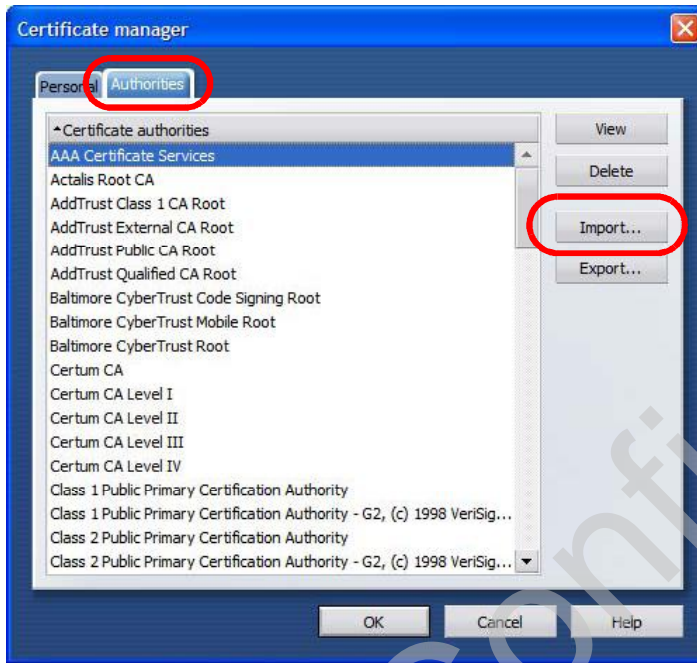 Certificate manager
Personal
Authorities
Certificate authorities
View
AAA Certificate Services
Delete
Actalis Root CA
AddTrust Class 1 CA Root
AddTrust External CA Root
Import...
AddTrust Public CA Root
AddTrust Qualified CA Root
Export...
Baltimore CyberTrust Code Signing Root
Baltimore CyberTrust Mobile Root
Baltimore CyberTrust Root
Certum CA
Certum CA Level I
Certum CA Level II
Certum CA Level III
Certum CA Level IV
Class 1 Public Primary Certification Authority
Class 1 Public Primary Certification Authority - G2, (c) 1998 VeriSig...
Class 2 Public Primary Certification Authority
Class 2 Public Primary Certification Authority - G2, (c) 1998 VeriSig...
OK
Cancel
Help